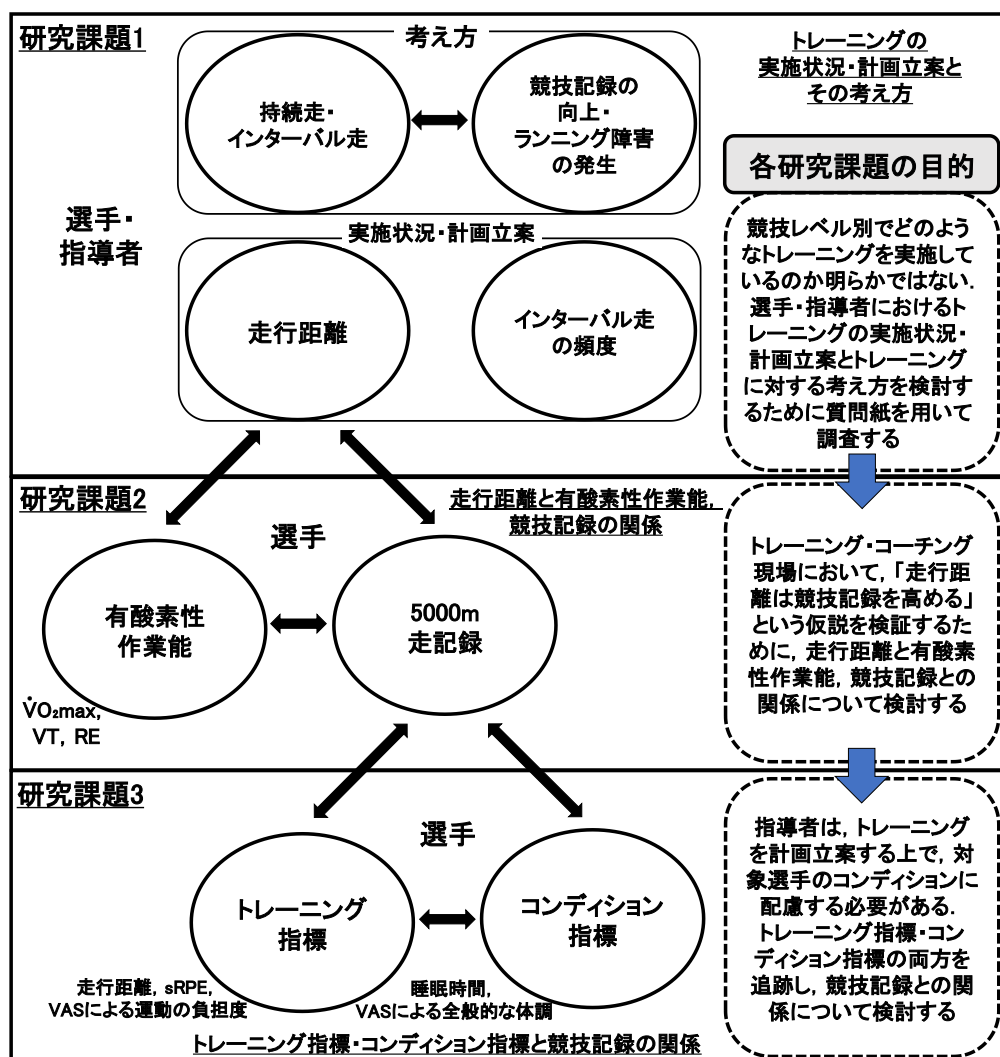 研究課題1
考え方
持続走・
インターバル走
競技記録の
向上・
ランニング障害
の発生
トレーニングの
実施状況・計画立案と
その考え方
選手・
指導者
実施状況・計画立案
走行距離
インターバル走
の頻度
各研究課題の目的
競技レベル別でどのよう
なトレーニングを実施して
いるのか明らかではない.
選手・指導者におけるト
レーニングの実施状況・
計画立案とトレーニング
に対する考え方を検討す
るために質問紙を用いて
調査する
研究課題2
選手
走行距離と有酸素性作業能,
競技記録の関係
有酸素性
作業能
5000m
走記録
V̇O₂max,
VT, RE
トレーニング・コーチング
現場において,「走行距
離は競技記録を高める」
という仮説を検証するた
めに, 走行距離と有酸素
性作業能, 競技記録との
関係について検討する
研究課題3
選手
トレーニング
指標
コンディション
指標
走行距離, sRPE,
VASによる運動の負担度
睡眠時間,
VASによる全般的な体調
トレーニング指標・コンディション指標と競技記録の関係
指導者は, トレーニング
を計画立案する上で, 対
象選手のコンディションに
配慮する必要がある.
トレーニング指標・コン
ディション指標の両方を
追跡し, 競技記録との関
係について検討する